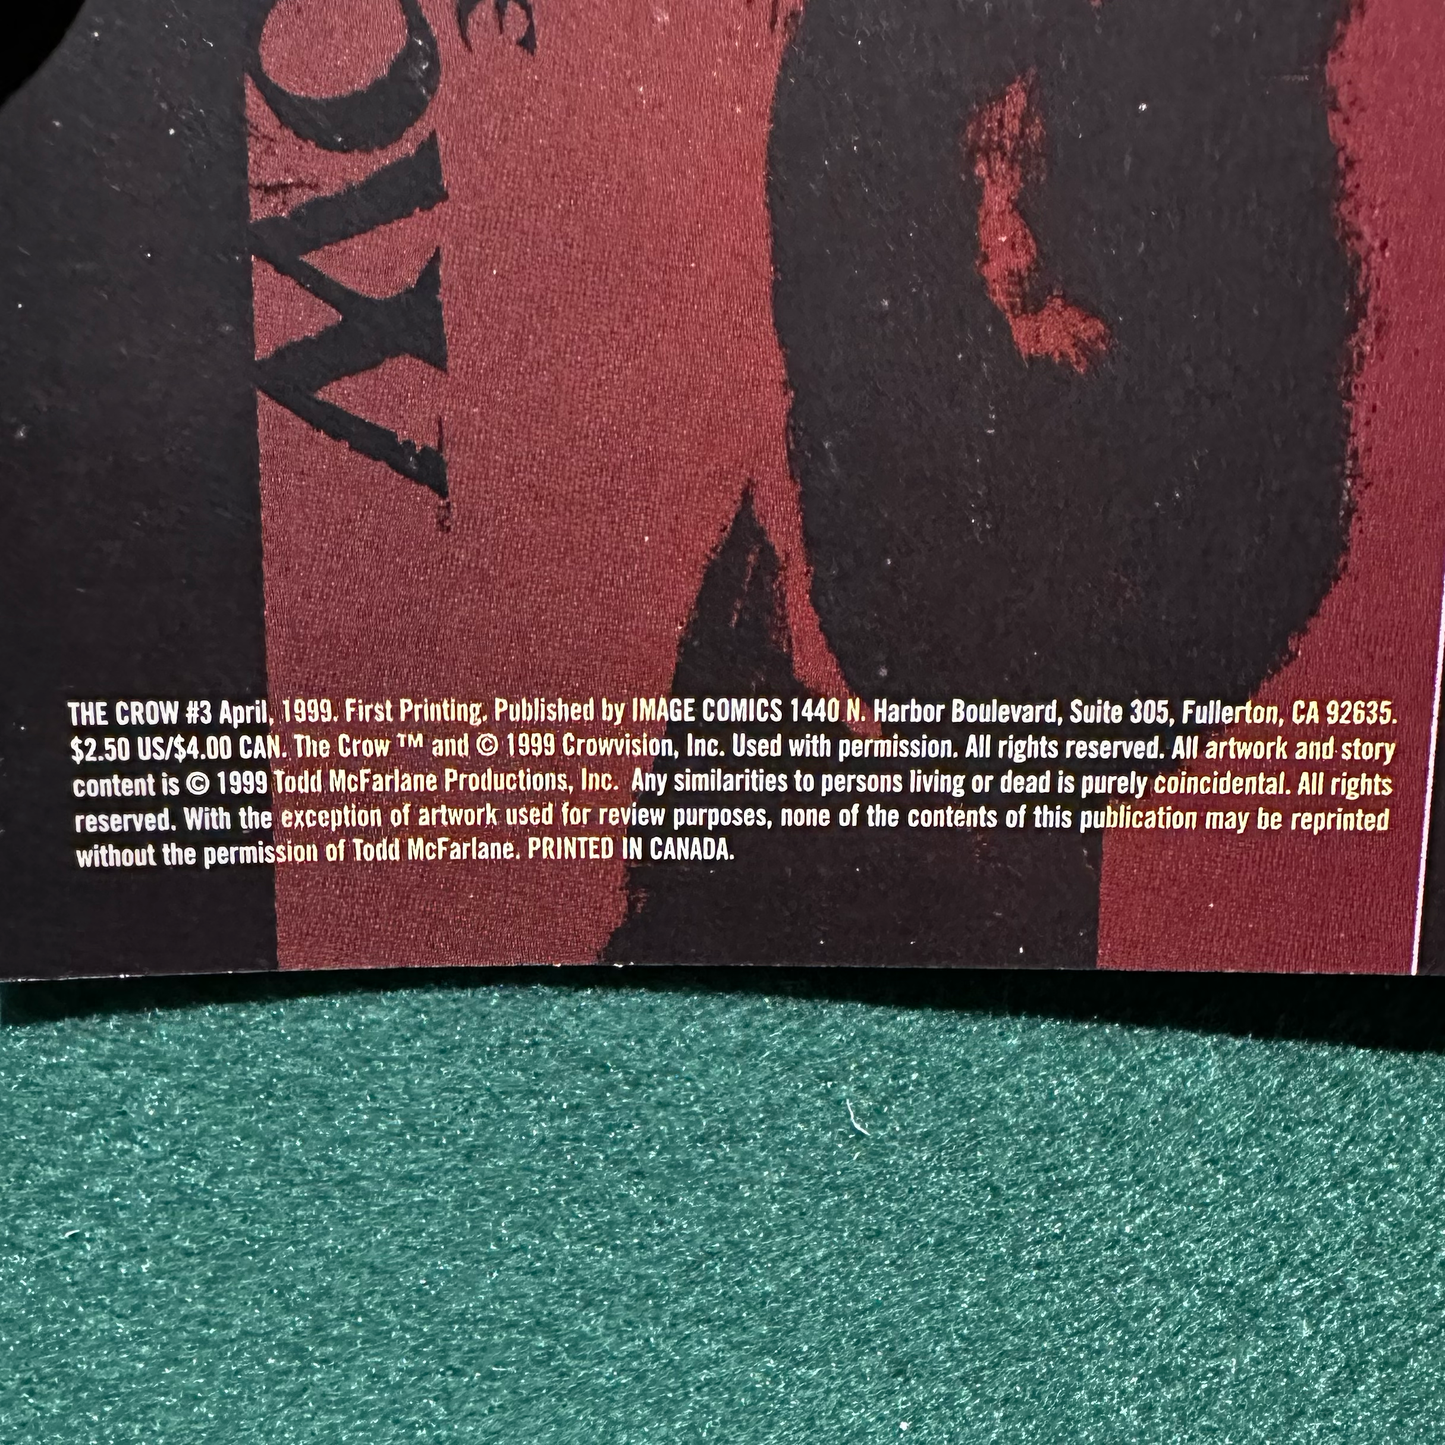 OW
THE CROW #3 April, 1999. First Printing. Published by IMAGE COMICS 1440 N. Harbor Boulevard, Suite 305, Fullerton, CA 92635.
$2.50 US/$4.00 CAN. The Crow ™ and © 1999 Crowvision, Inc. Used with permission. All rights reserved. All artwork and story
content is © 1999 Todd McFarlane Productions, Inc. Any similarities to persons living or dead is purely coincidental. All rights
reserved. With the exception of artwork used for review purposes, none of the contents of this publication may be reprinted
without the permission of Todd McFarlane. PRINTED IN CANADA.